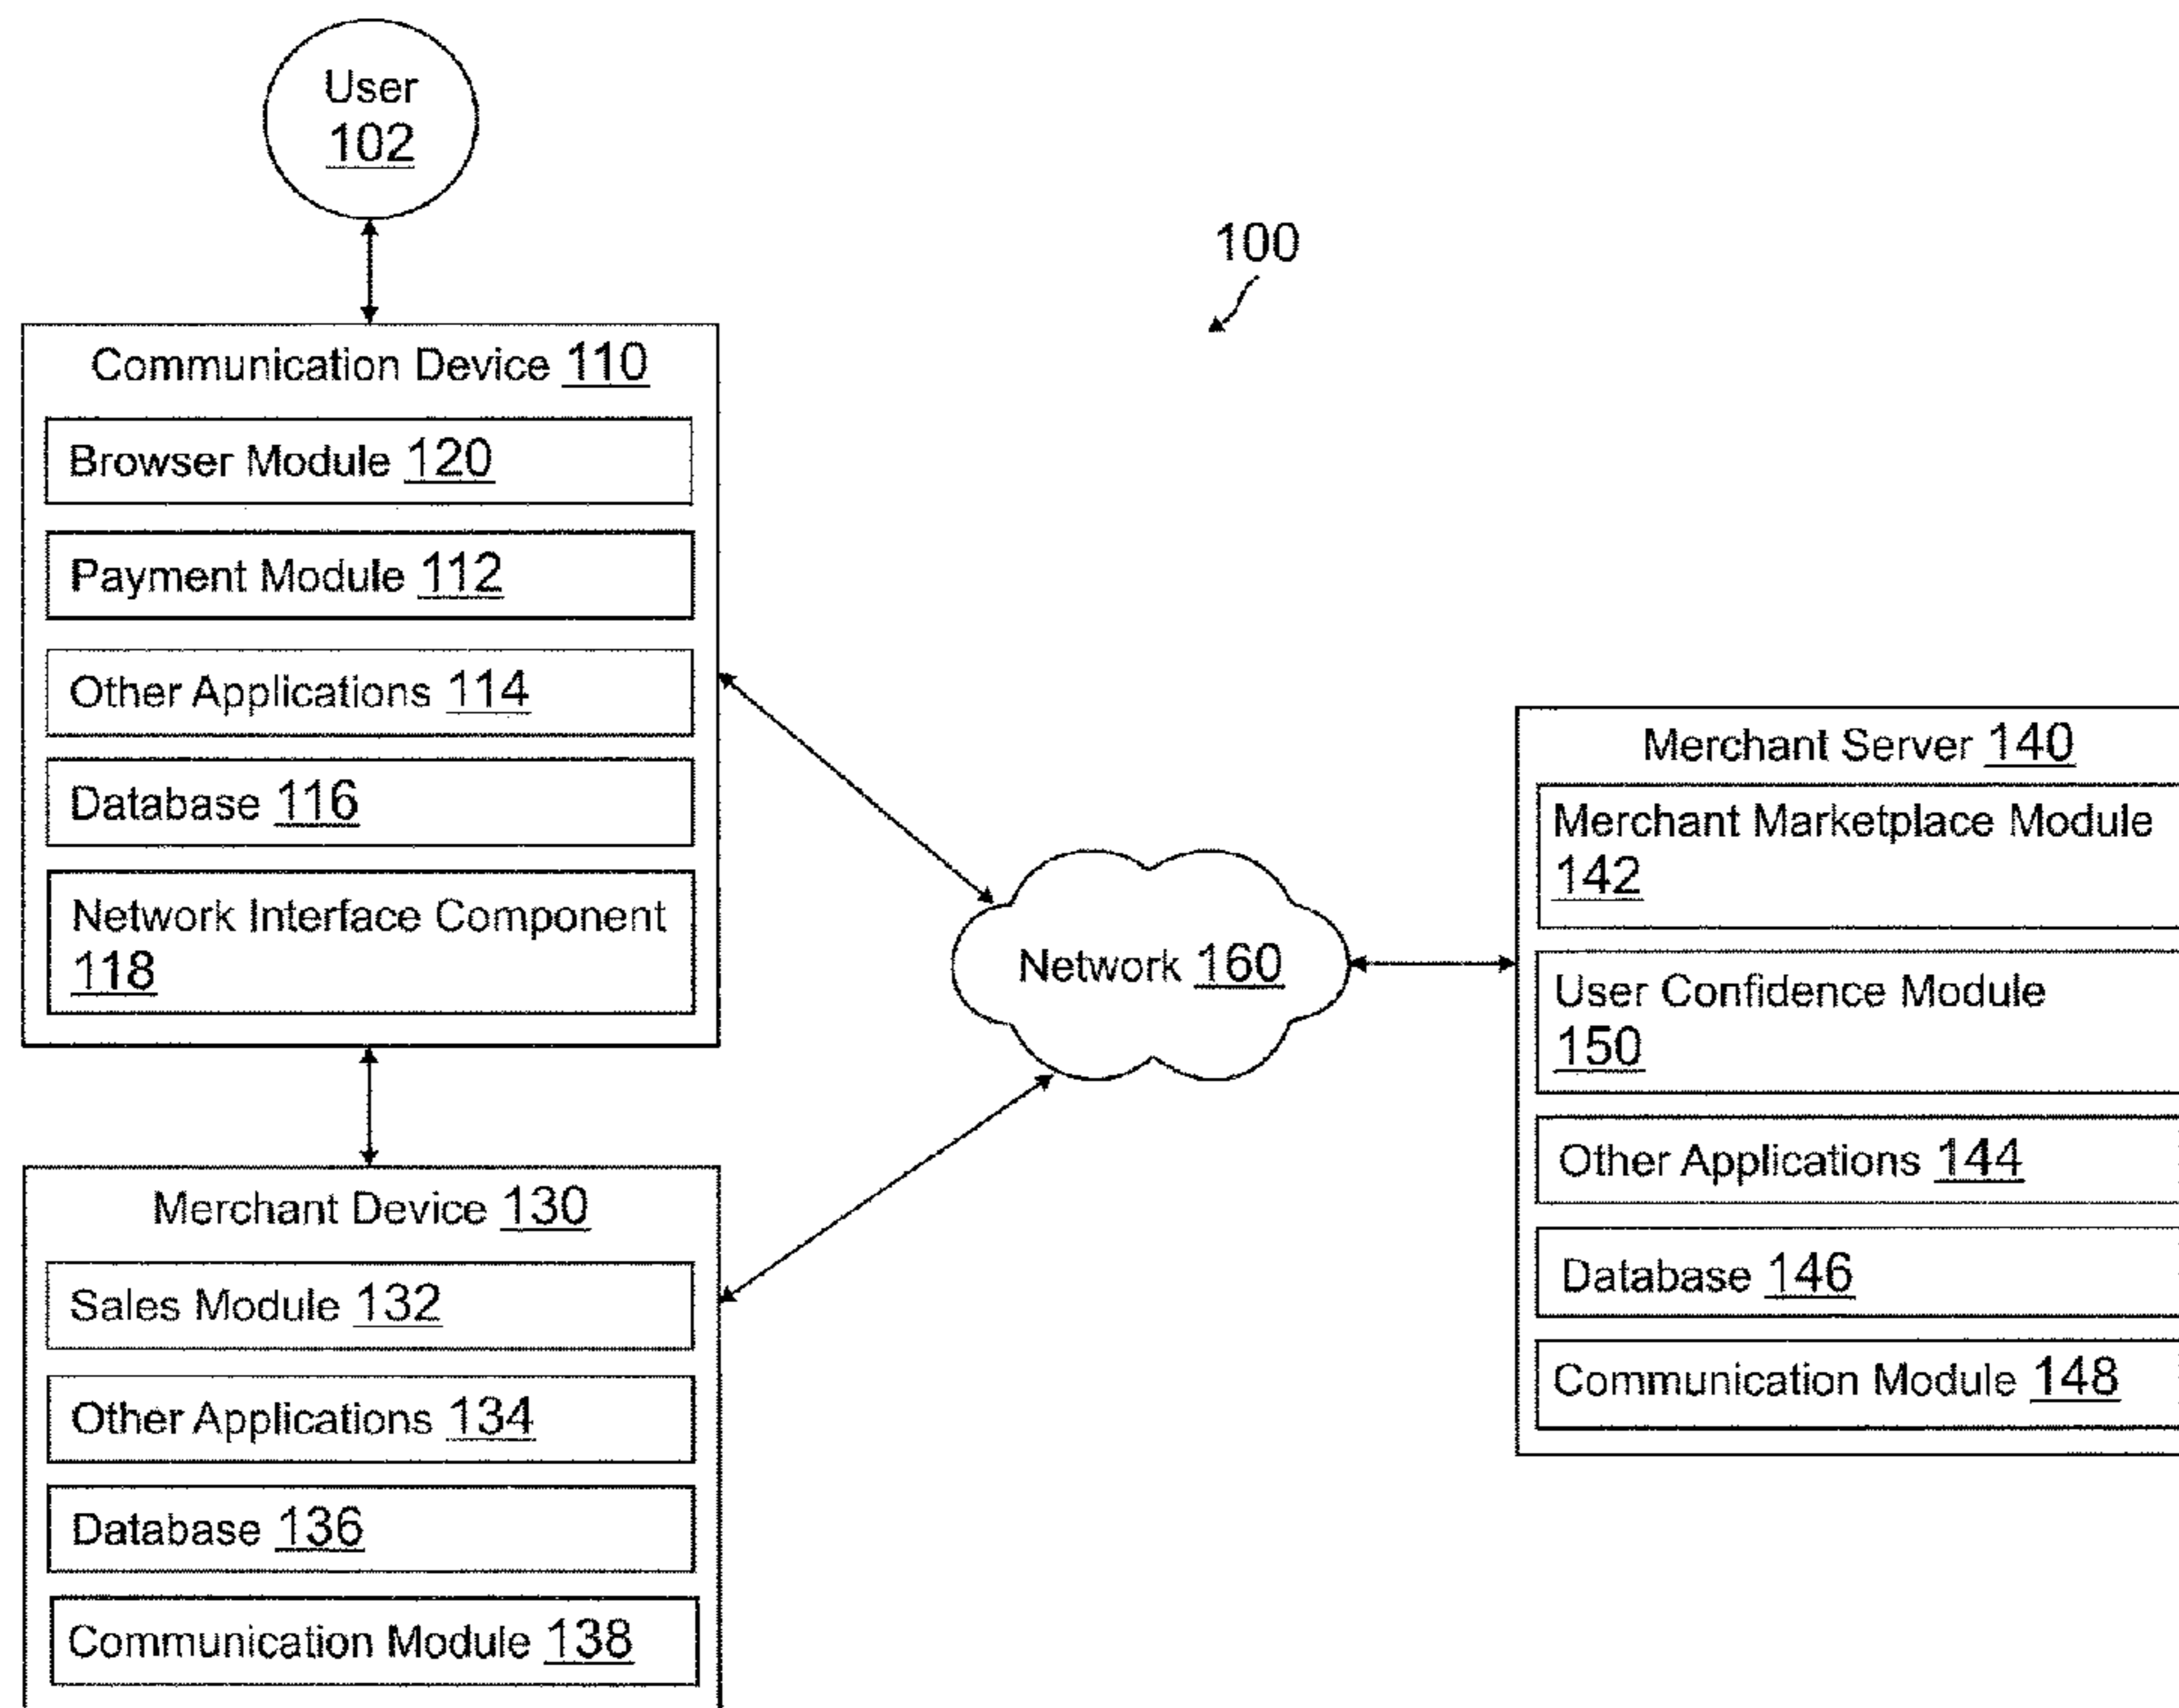 User
102
100
Communication Device 110
Browser Module 120
Payment Module 112
Other Applications 114
Database 116
Network Interface Component
118
Merchant Device 130
Sales Module 132
Other Applications 134
Database 136
Communication Module 138
Network 160
Merchant Server 140
Merchant Marketplace Module
142
User Confidence Module
150
Other Applications 144
Database 146
Communication Module 148